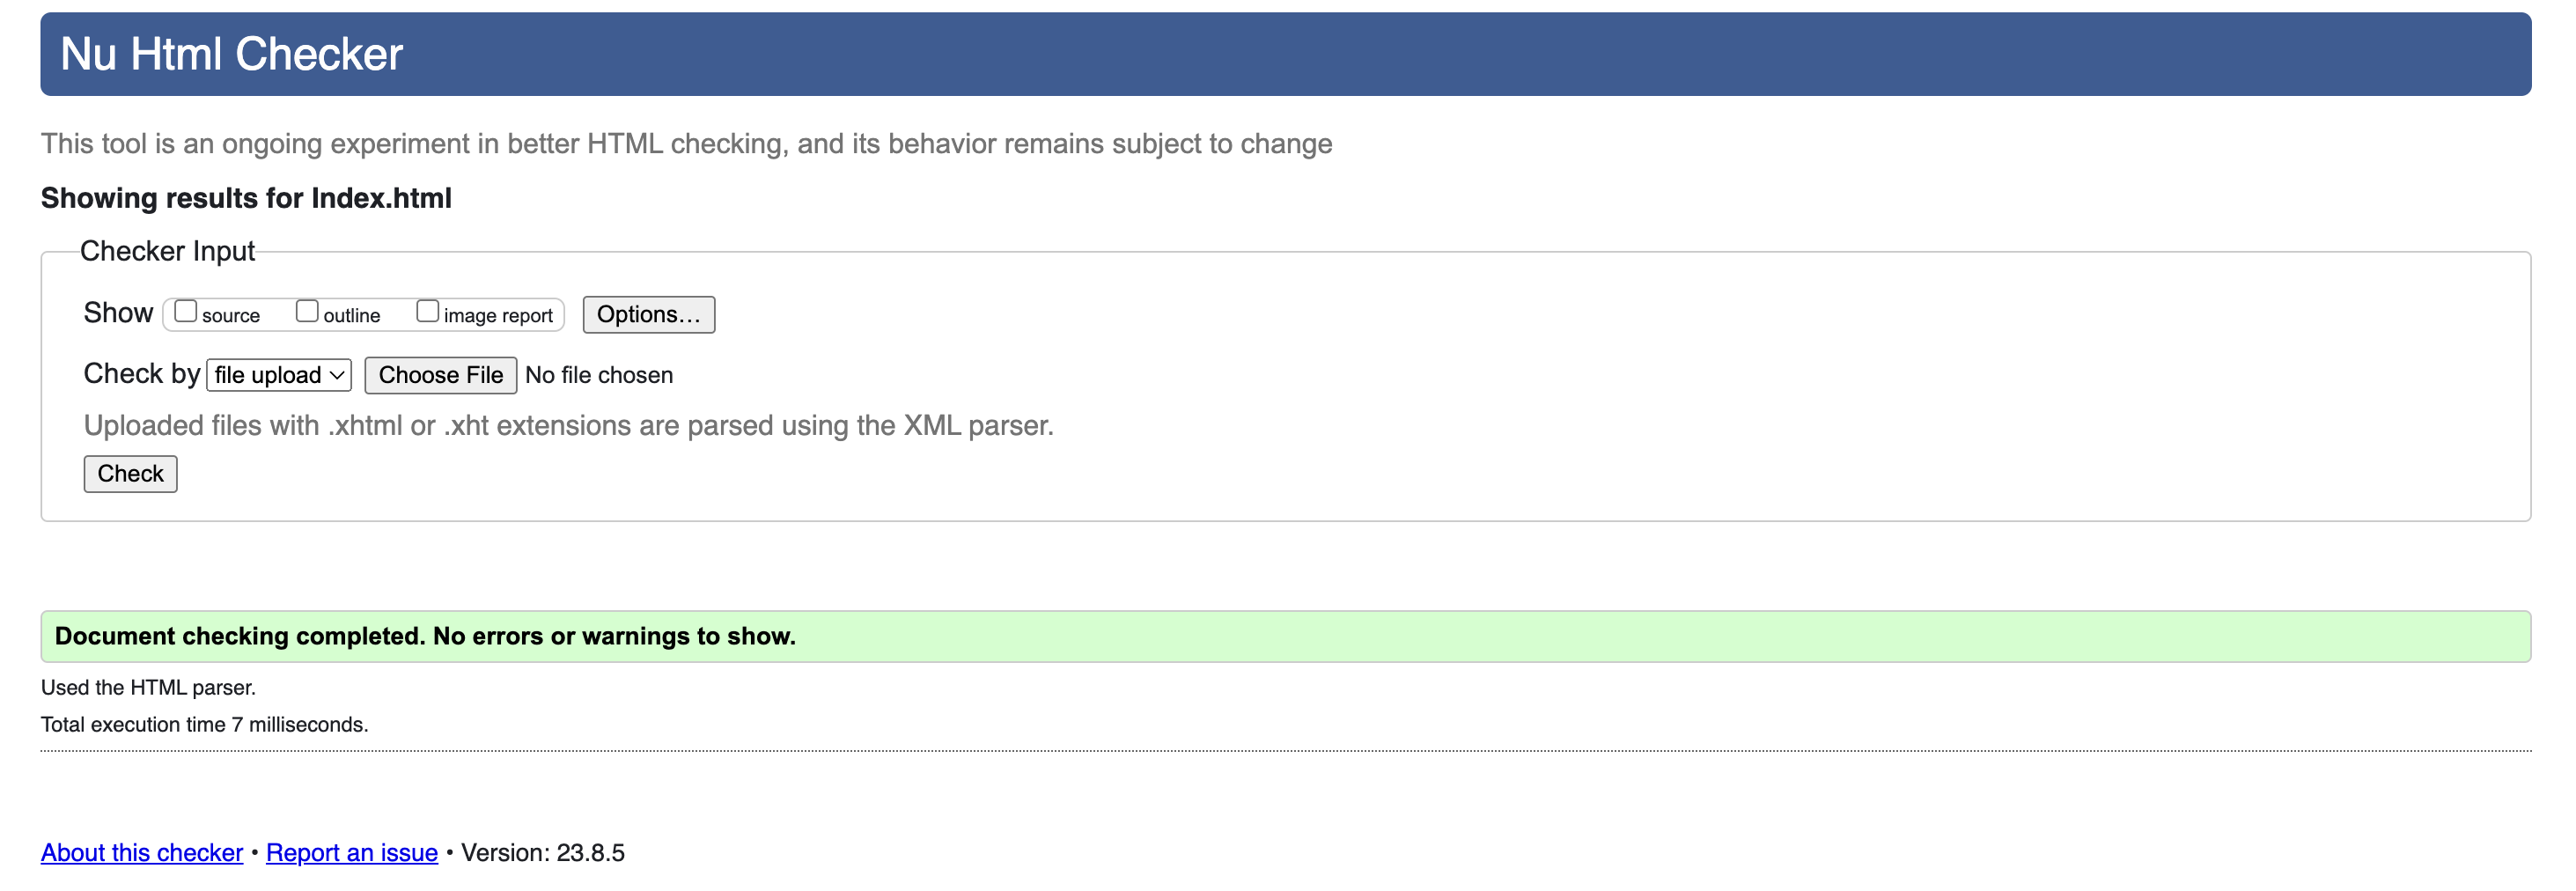 Nu Html Checker
This tool is an ongoing experiment in better HTML checking, and its behavior remains subject to change
Showing results for Index.html
Checker Input
Show source outline image report Options...
Check by file upload Choose File No file chosen
Uploaded files with .xhtml or .xht extensions are parsed using the XML parser.
Check
Document checking completed. No errors or warnings to show.
Used the HTML parser.
Total execution time 7 milliseconds.
About this checker • Report an issue • Version: 23.8.5